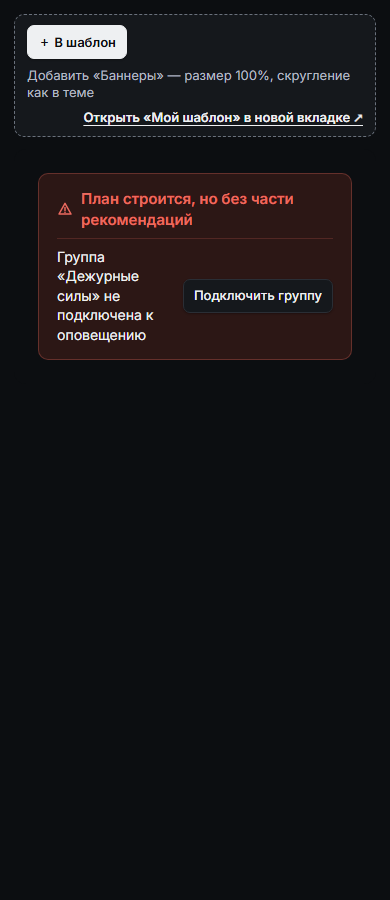 + В шаблон
Добавить «Баннеры» — размер 100%, скругление
как в теме
Открыть «Мой шаблон» в новой вкладке ↗
План строится, но без части
рекомендаций
Группа
«Дежурные
силы» не
подключена к
оповещению
Подключить группу